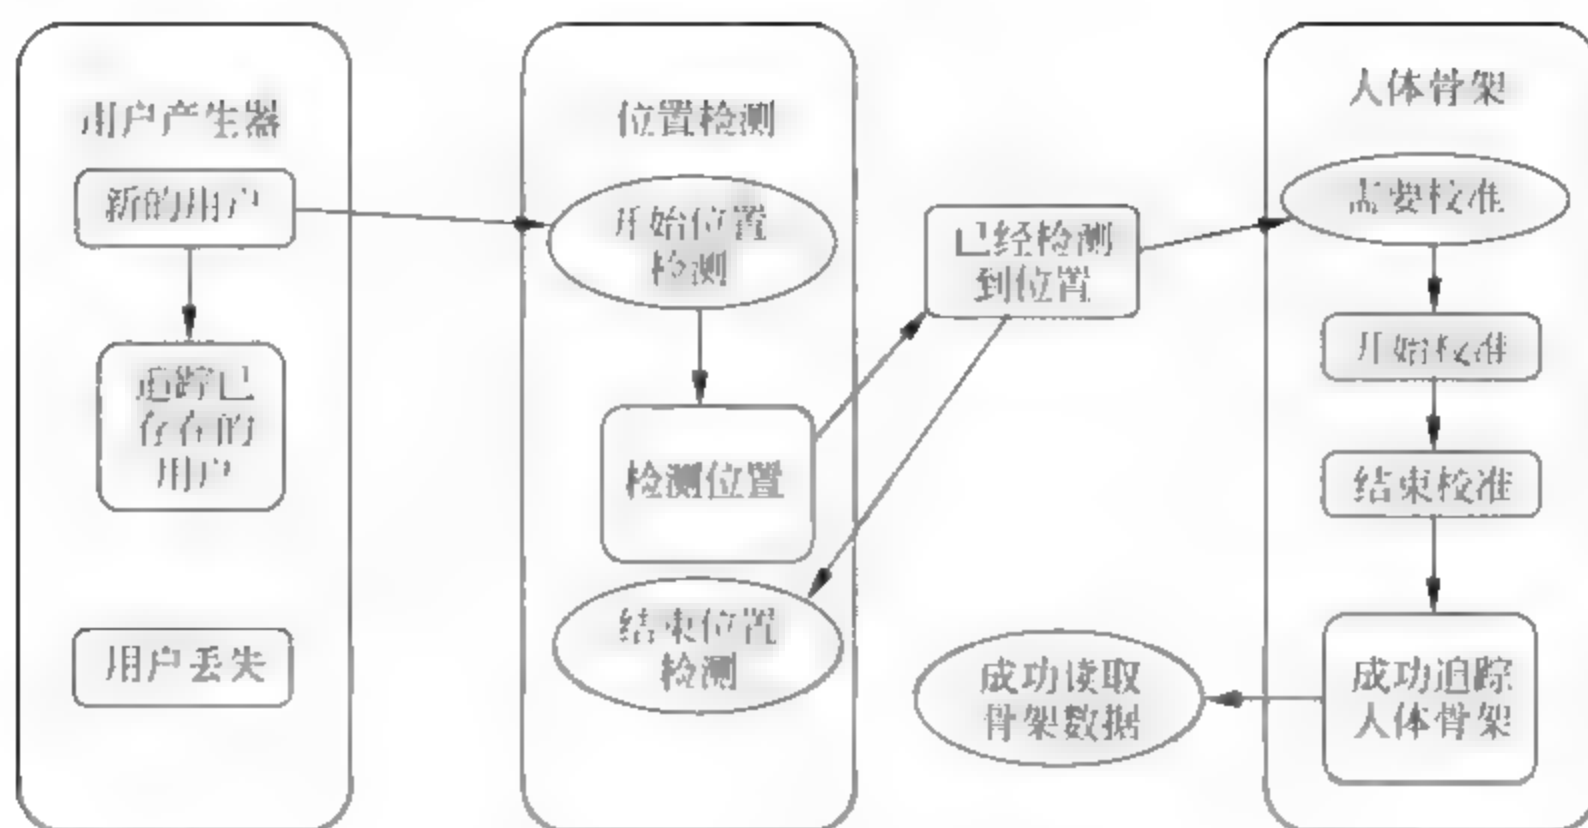 用户产生器
新的用户
追踪已
存在的
用户
用户丢失
位置检测
开始位置
检测
检测位置
结束位置
检测
已经检测
到位置
人体骨架
需要校准
开始校准
结束校准
成功追踪
人体骨架
成功读取
骨架数据